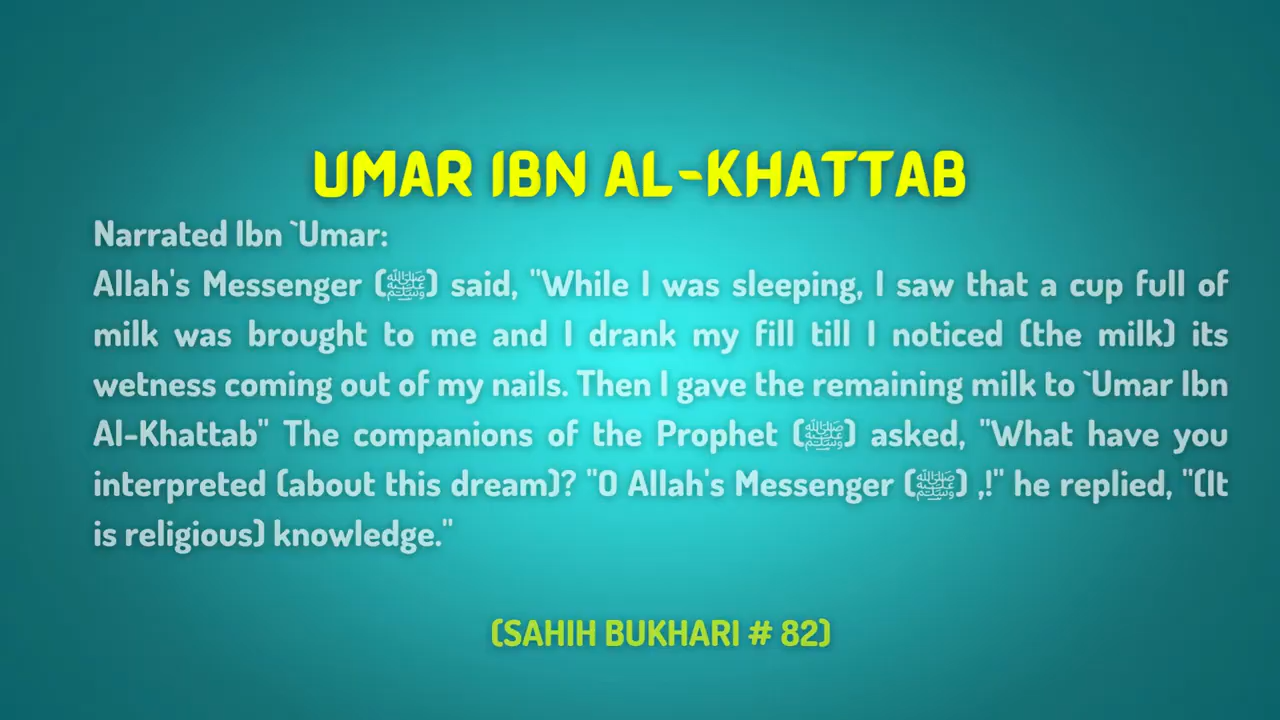 UMAR IBN AL-KHATTAB
Narrated Ibn `Umar:
Allah's Messenger (ﷺ) said, "While I was sleeping, I saw that a cup full of
milk was brought to me and I drank my fill till I noticed (the milk) its
wetness coming out of my nails. Then I gave the remaining milk to `Umar Ibn
Al-Khattab" The companions of the Prophet (ﷺ) asked, "What have you
interpreted (about this dream)? "O Allah's Messenger (ﷺ) ,!" he replied, "(It
is religious) knowledge."
(SAHIH BUKHARI # 82)